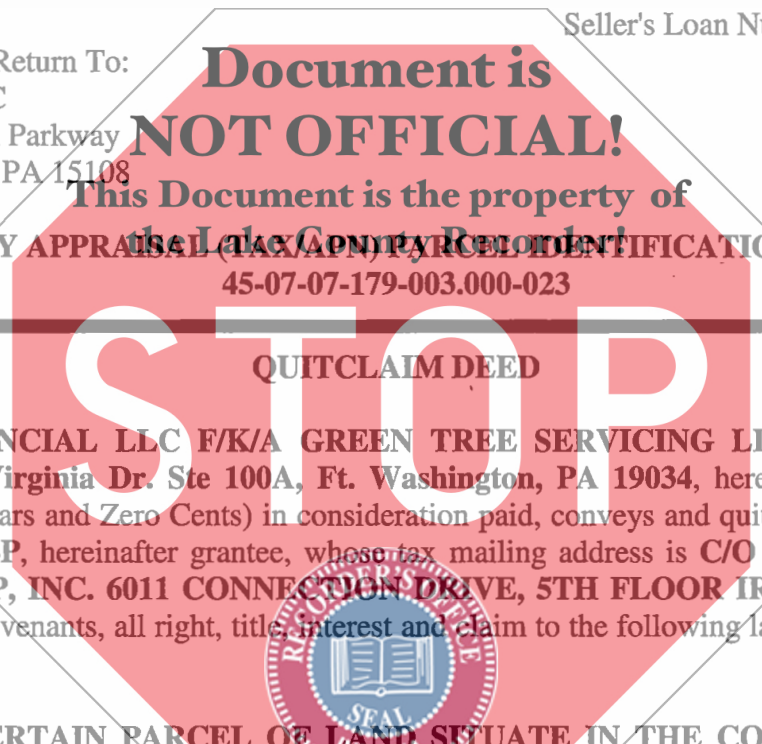 Seller's Loan Nu
Return To:
C
Parkway
PA 15108
Document is
NOT OFFICIAL!
This Document is the property of
the Lake County Recorder!
Y APPRAISAL (TAX/APN) PARCEL IDENTIFICATIO
45-07-07-179-003.000-023
STOP
QUITCLAIM DEED
NCIAL LLC F/K/A GREEN TREE SERVICING LL
Virginia Dr. Ste 100A, Ft. Washington, PA 19034, here
ars and Zero Cents) in consideration paid, conveys and quit
P, hereinafter grantee, whose tax mailing address is C/O
P, INC. 6011 CONNECTION DRIVE, 5TH FLOOR IR
venants, all right, title, interest and claim to the following la
RECORDER'S OFFICE
SEAL
ERTAIN PARCEL OF LAND SITUATE IN THE CO